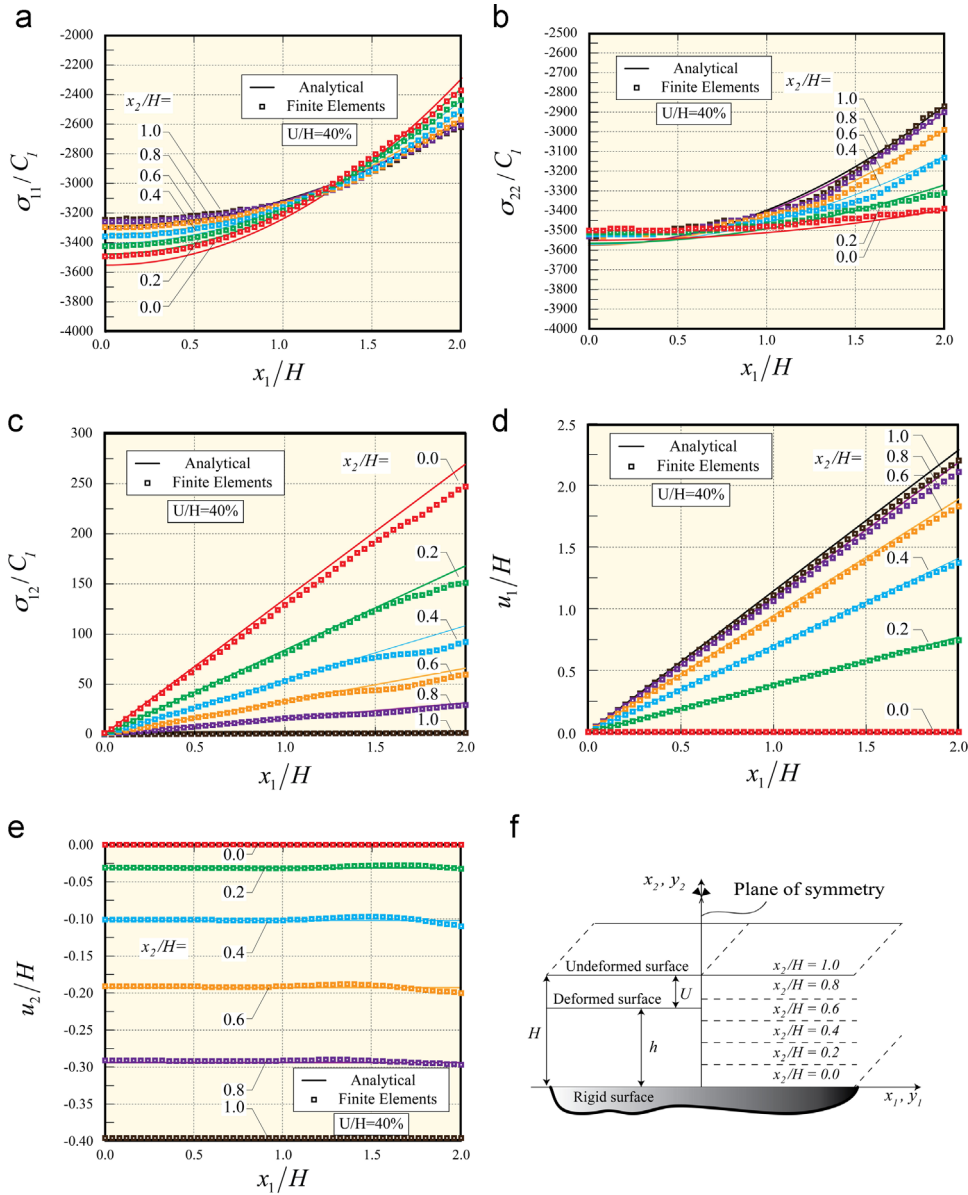 a
σ11/C1
-2000
-2200
-2400
-2600
-2800
-3000
-3200
-3400
-3600
-3800
-4000
Analytical
Finite Elements
U/H=40%
x2/H=
1.0
0.8
0.6
0.4
0.2
0.0
0.0 0.5 1.0 1.5 2.0
x1/H
b
σ22/C1
-2500
-2600
-2700
-2800
-2900
-3000
-3100
-3200
-3300
-3400
-3500
-3600
-3700
-3800
-3900
-4000
Analytical
Finite Elements
U/H=40%
x2/H=
1.0
0.8
0.6
0.4
0.2
0.0
0.0 0.5 1.0 1.5 2.0
x1/H
c
σ12/C1
300
250
200
150
100
50
0
Analytical
Finite Elements
U/H=40%
x2/H=
0.0
0.2
0.4
0.6
0.8
1.0
0.0 0.5 1.0 1.5 2.0
x1/H
d
u1/H
2.5
2.0
1.5
1.0
0.5
0.0
Analytical
Finite Elements
U/H=40%
x2/H=
1.0
0.8
0.6
0.4
0.2
0.0
0.0 0.5 1.0 1.5 2.0
x1/H
e
u2/H
0.00
-0.05
-0.10
-0.15
-0.20
-0.25
-0.30
-0.35
-0.40
0.0
0.2
x2/H=
0.4
0.6
0.8
1.0
Analytical
Finite Elements
U/H=40%
0.0 0.5 1.0 1.5 2.0
x1/H
f
x2, y2
Plane of symmetry
Undeformed surface
Deformed surface
U
H
h
x2/H = 1.0
x2/H = 0.8
x2/H = 0.6
x2/H = 0.4
x2/H = 0.2
x2/H = 0.0
Rigid surface
x1, y1